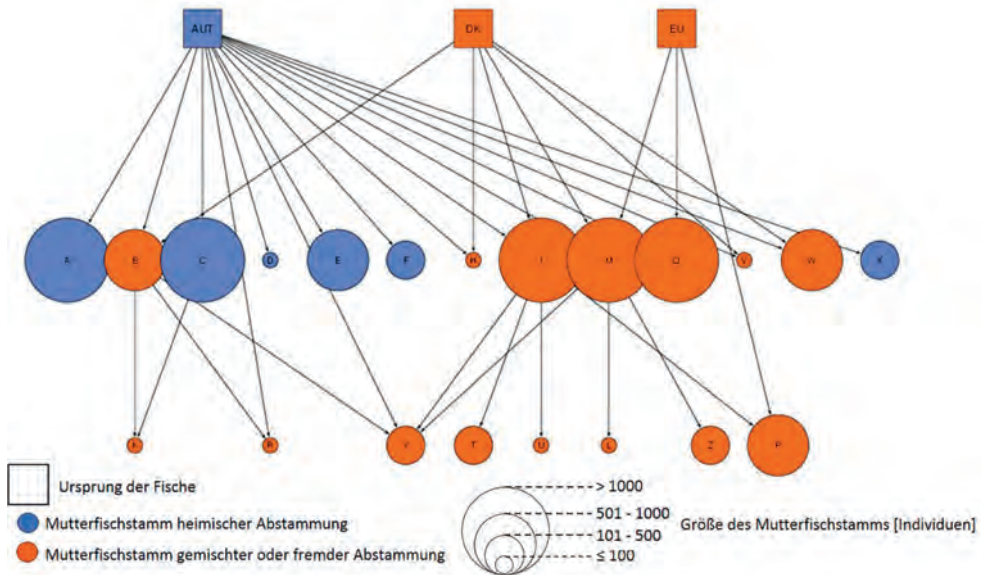 AUT DK EU
A B C D E F H I M Q V W X
R Y T U L Z P
Ursprung der Fische
Mutterfischstamm heimischer Abstammung
Mutterfischstamm gemischter oder fremder Abstammung
> 1000
501 - 1000
101 - 500
≤ 100
Größe des Mutterfischstamms [Individuen]